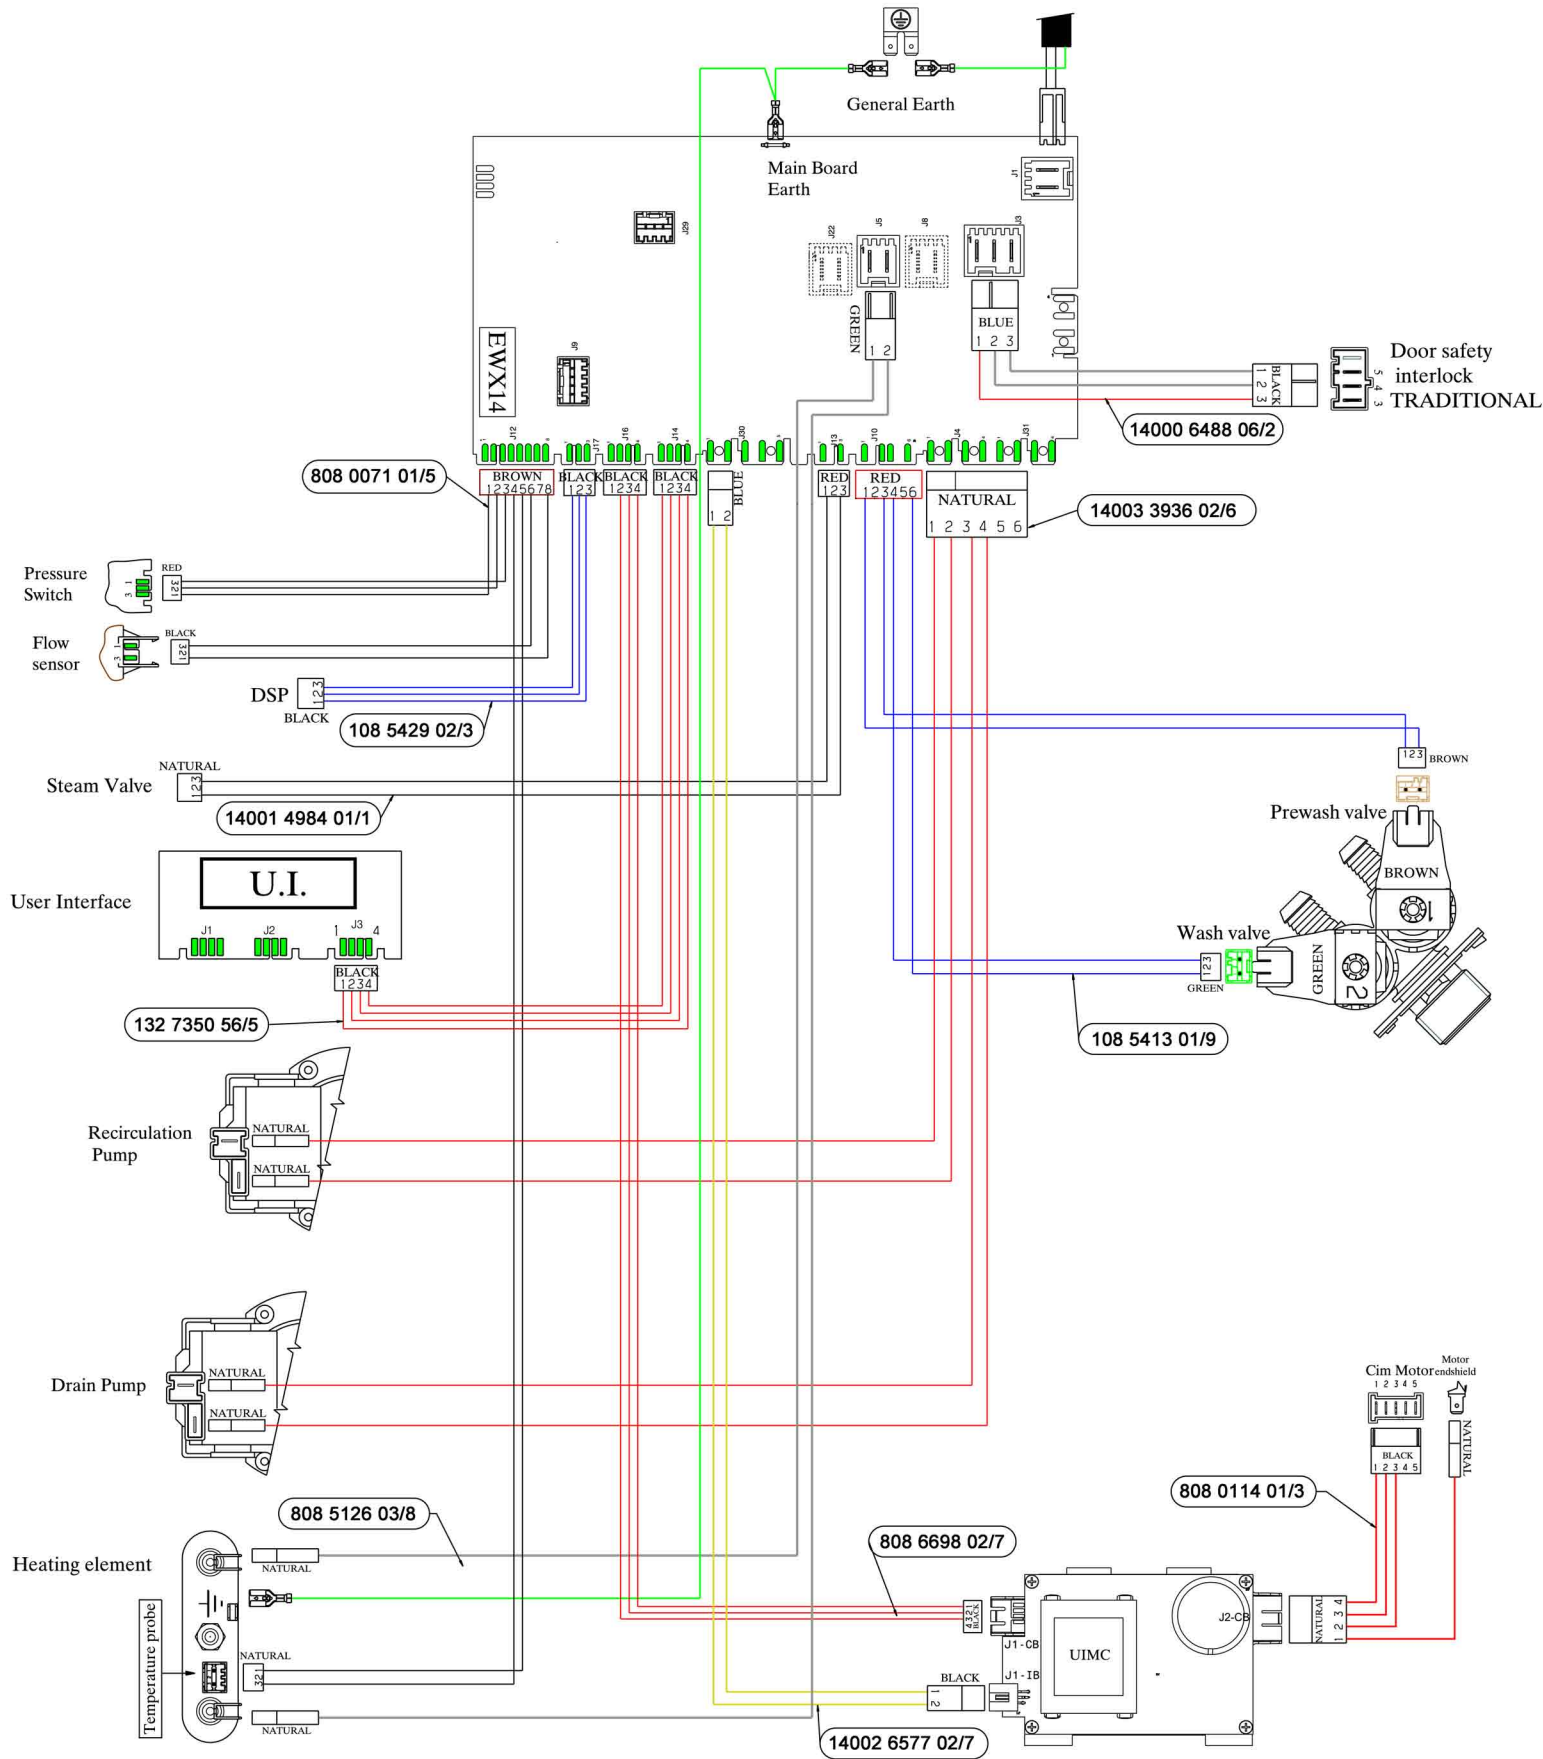 General Earth
Main Board
Earth
J1
J29
J22
J5
J8
J3
GREEN
1 2
BLUE
1 2 3
EWX14
J9
BLACK
1 2 3
5 4 3
Door safety
interlock
TRADITIONAL
14000 6488 06/2
J12
J17
J16
J14
J30
J13
J10
J4
J31
808 0071 01/5
BROWN
12345678
BLACK
123
BLACK
1234
BLACK
1234
BLUE
1 2
RED
123
RED
123456
NATURAL
1 2 3 4 5 6
14003 3936 02/6
Pressure
Switch
1
3
RED
321
Flow
sensor
1
3
BLACK
321
DSP
123
BLACK
108 5429 02/3
Steam Valve
NATURAL
123
14001 4984 01/1
123
BROWN
Prewash valve
BROWN
1
User Interface
U.I.
J1
J2
J3
1 4
BLACK
1234
132 7350 56/5
Wash valve
123
GREEN
GREEN
2
108 5413 01/9
Recirculation
Pump
NATURAL
NATURAL
Drain Pump
NATURAL
NATURAL
Cim Motor
Motor
endshield
1 2 3 4 5
BLACK
1 2 3 4 5
NATURAL
808 0114 01/3
808 5126 03/8
Heating element
NATURAL
Temperature probe
NATURAL
321
NATURAL
808 6698 02/7
4321
BLACK
J1-CB
J1-IB
UIMC
J2-CB
NATURAL
1 2 3 4
BLACK
1 2
14002 6577 02/7